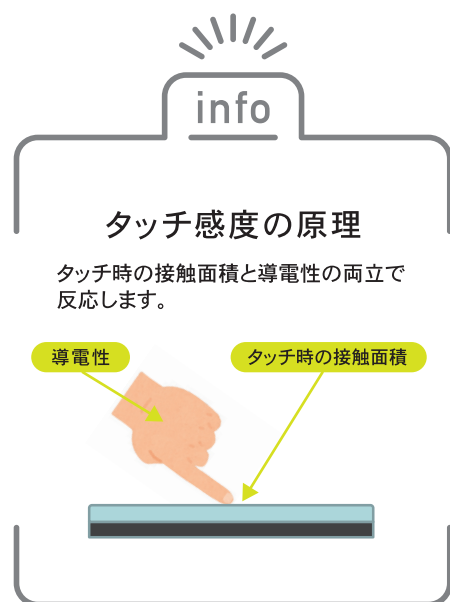 info
タッチ感度の原理
タッチ時の接触面積と導電性の両立で
反応します。
導電性
タッチ時の接触面積